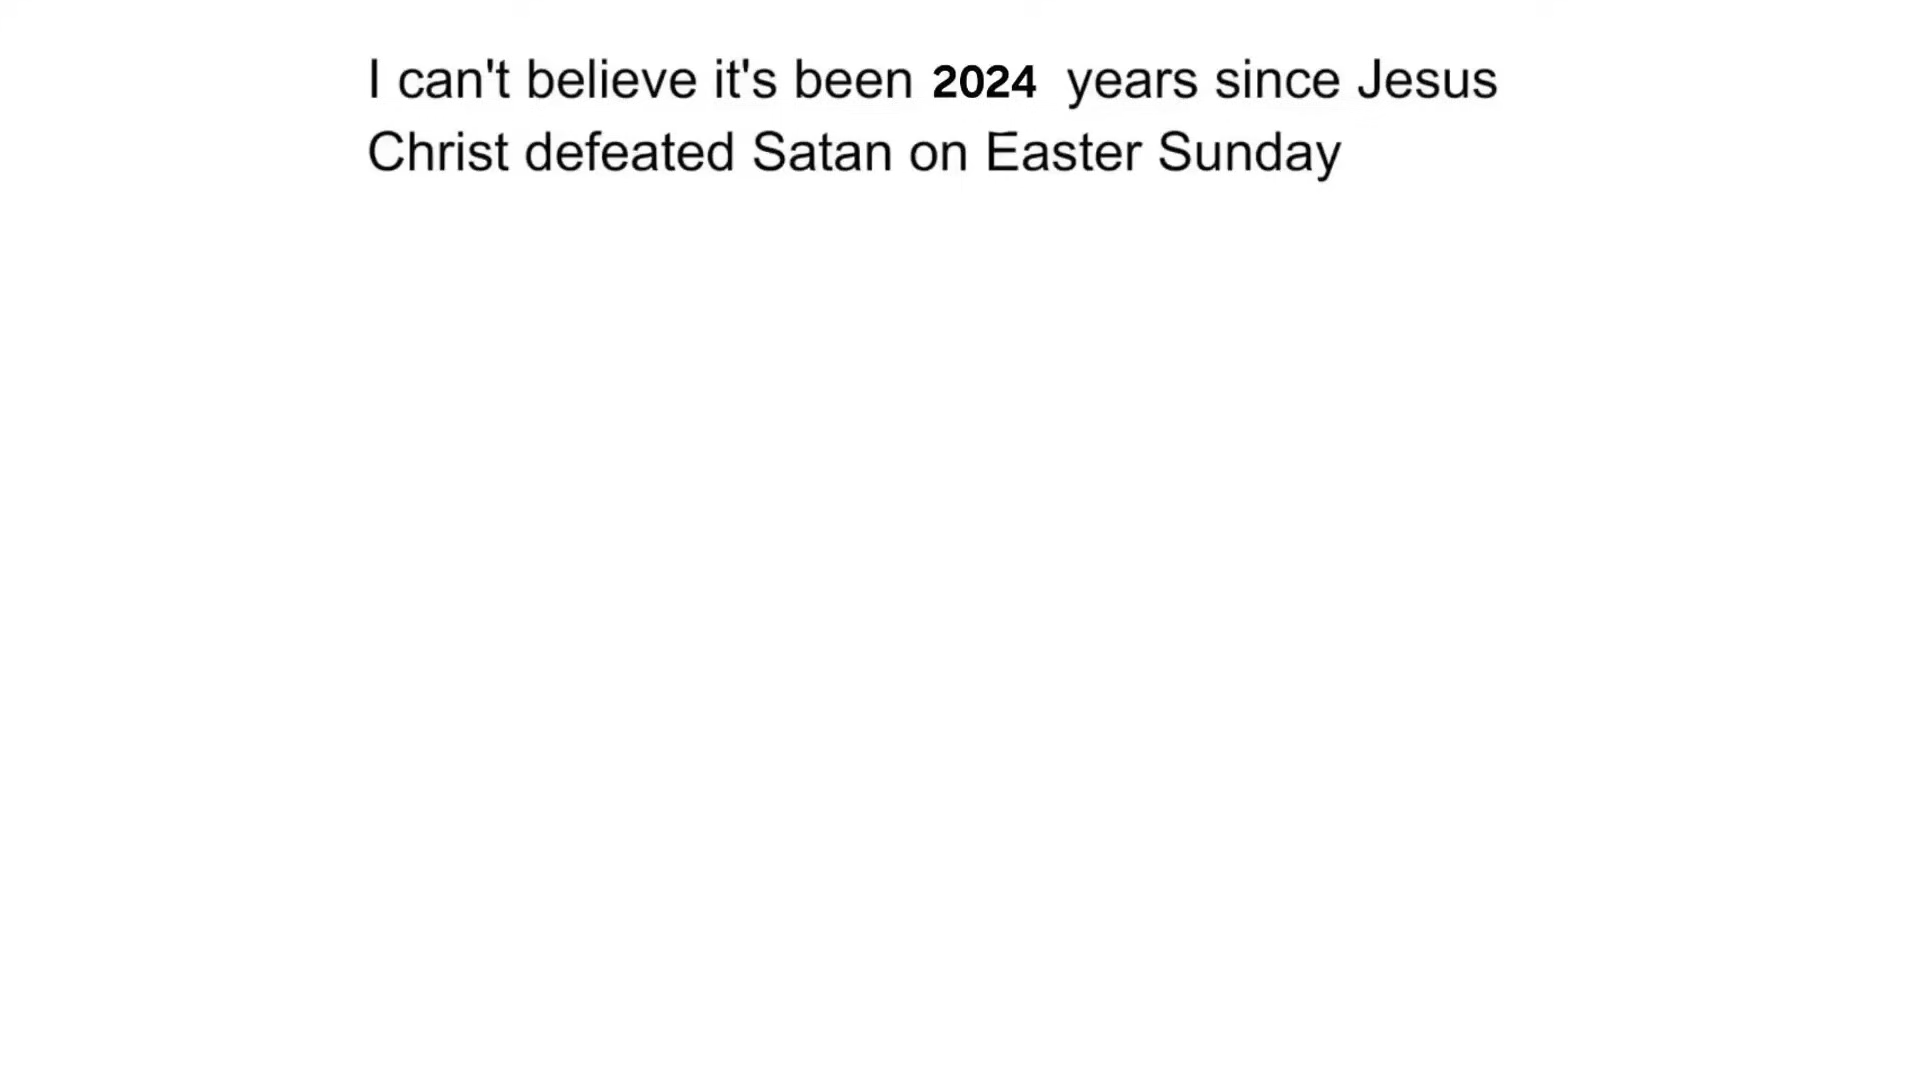 I can't believe it's been 2024 years since Jesus
Christ defeated Satan on Easter Sunday